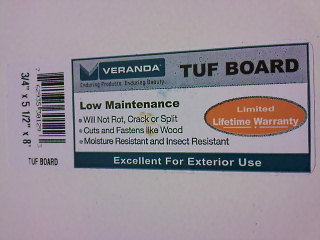 VERANDA
Enduring Products. Enduring Beauty.
TUF BOARD
Low Maintenance
Will Not Rot, Crack or Split
Cuts and Fastens like Wood
Moisture Resistant and Insect Resistant
Limited
Lifetime Warranty
Excellent For Exterior Use
3/4" x 5 1/2" x 8'
TUF BOARD